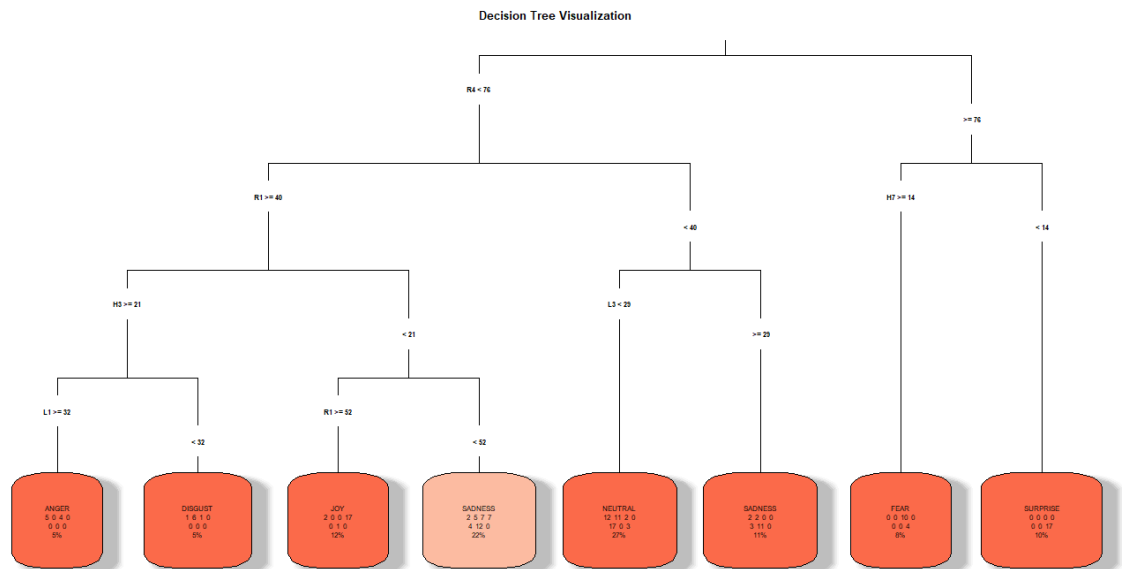 Decision Tree Visualization
R4 < 76
>= 76
R1 >= 40
< 40
H7 >= 14
< 14
H3 >= 21
< 21
L3 < 29
>= 29
L1 >= 32
< 32
R1 >= 52
< 52
ANGER
5 0 4 0
0 0 0
5%
DISGUST
1 6 1 0
0 0 0
5%
JOY
2 0 0 17
0 1 0
12%
SADNESS
2 5 7 7
4 12 0
22%
NEUTRAL
12 11 2 0
17 0 3
27%
SADNESS
2 2 0 0
3 11 0
11%
FEAR
0 0 10 0
0 0 4
8%
SURPRISE
0 0 0 0
0 0 17
10%